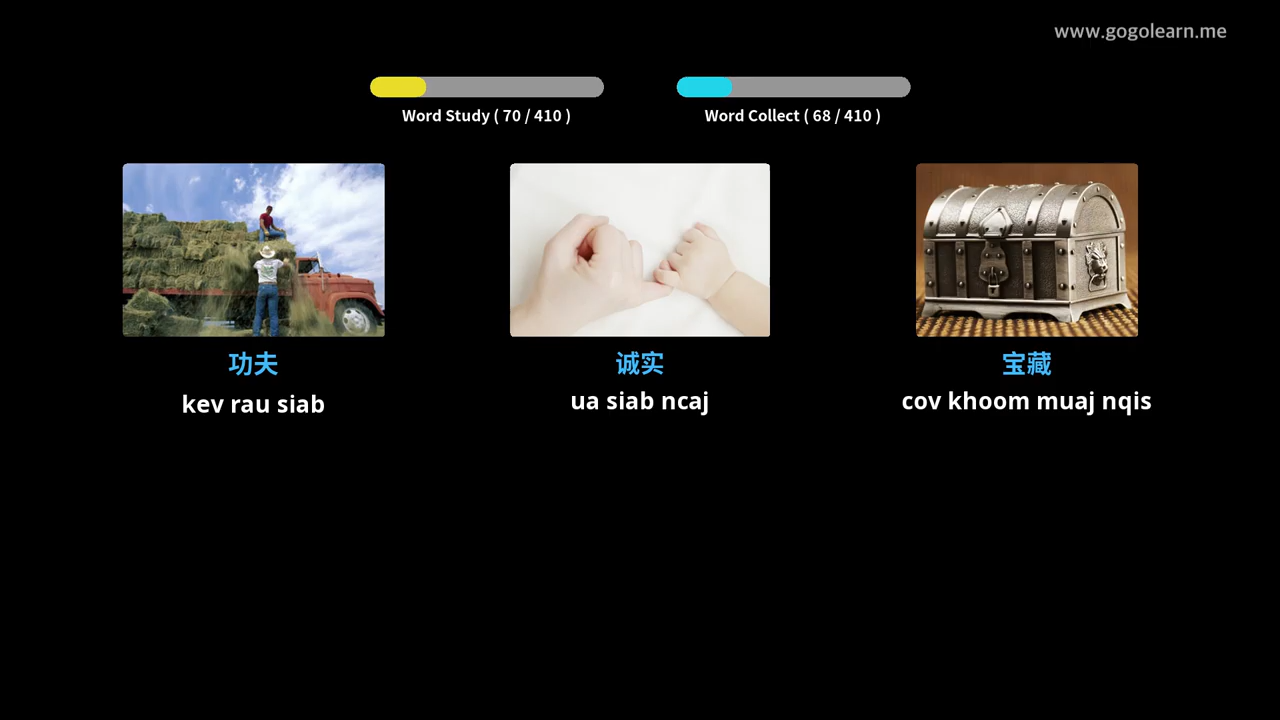 www.gogolearn.me
Word Study ( 70 / 410 )
Word Collect ( 68 / 410 )
功夫
诚实
宝藏
kev rau siab
ua siab ncaj
cov khoom muaj nqis